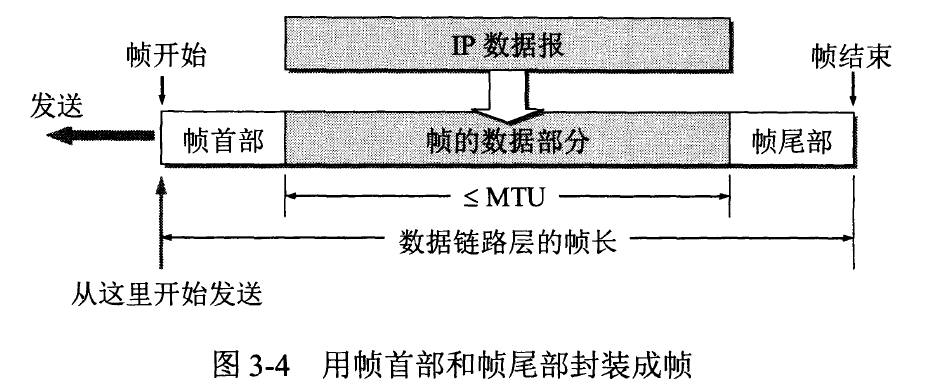 IP 数据报
帧开始
帧结束
发送
帧首部
帧的数据部分
帧尾部
≤ MTU
数据链路层的帧长
从这里开始发送
图 3-4 用帧首部和帧尾部封装成帧